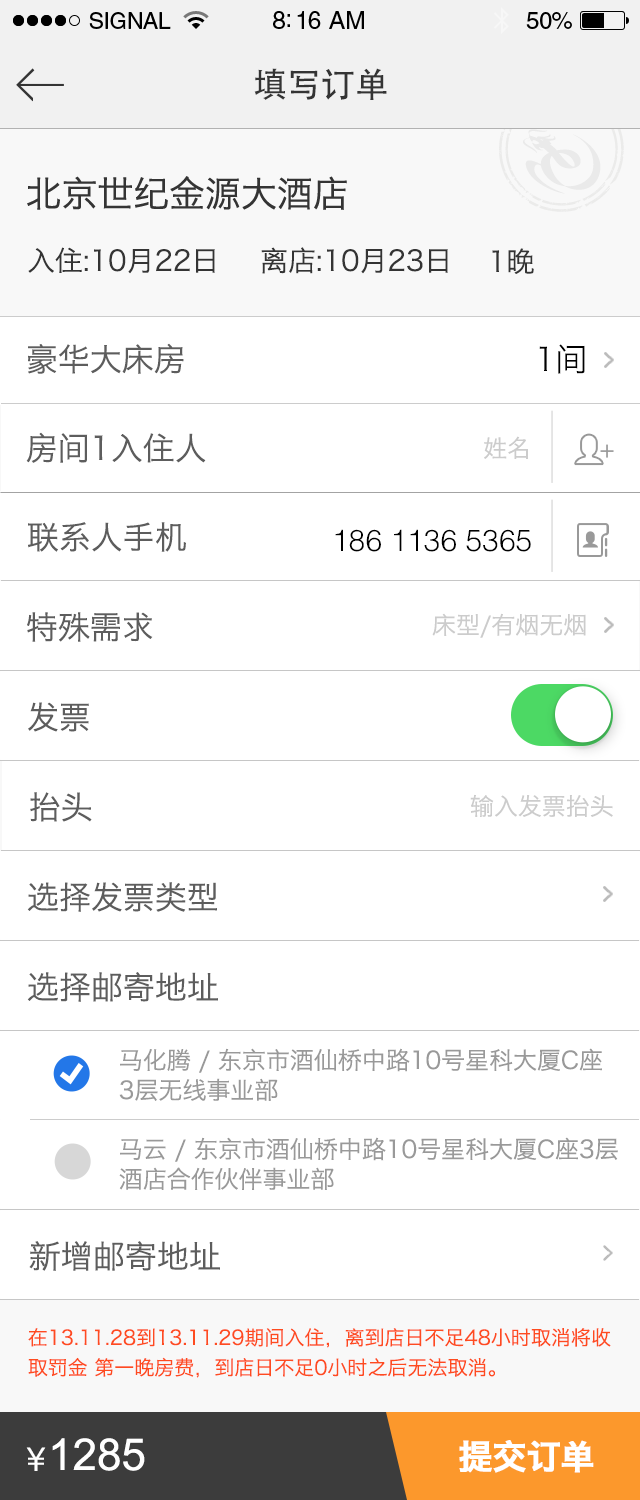 SIGNAL 8:16 AM 50%
填写订单
北京世纪金源大酒店
入住:10月22日 离店:10月23日 1晚
豪华大床房 1间
房间1入住人 姓名
联系人手机 186 1136 5365
特殊需求 床型/有烟无烟
发票
抬头 输入发票抬头
选择发票类型
选择邮寄地址
马化腾 / 东京市酒仙桥中路10号星科大厦C座
3层无线事业部
马云 / 东京市酒仙桥中路10号星科大厦C座3层
酒店合作伙伴事业部
新增邮寄地址
在13.11.28到13.11.29期间入住，离到店日不足48小时取消将收
取罚金 第一晚房费，到店日不足0小时之后无法取消。
¥1285 提交订单